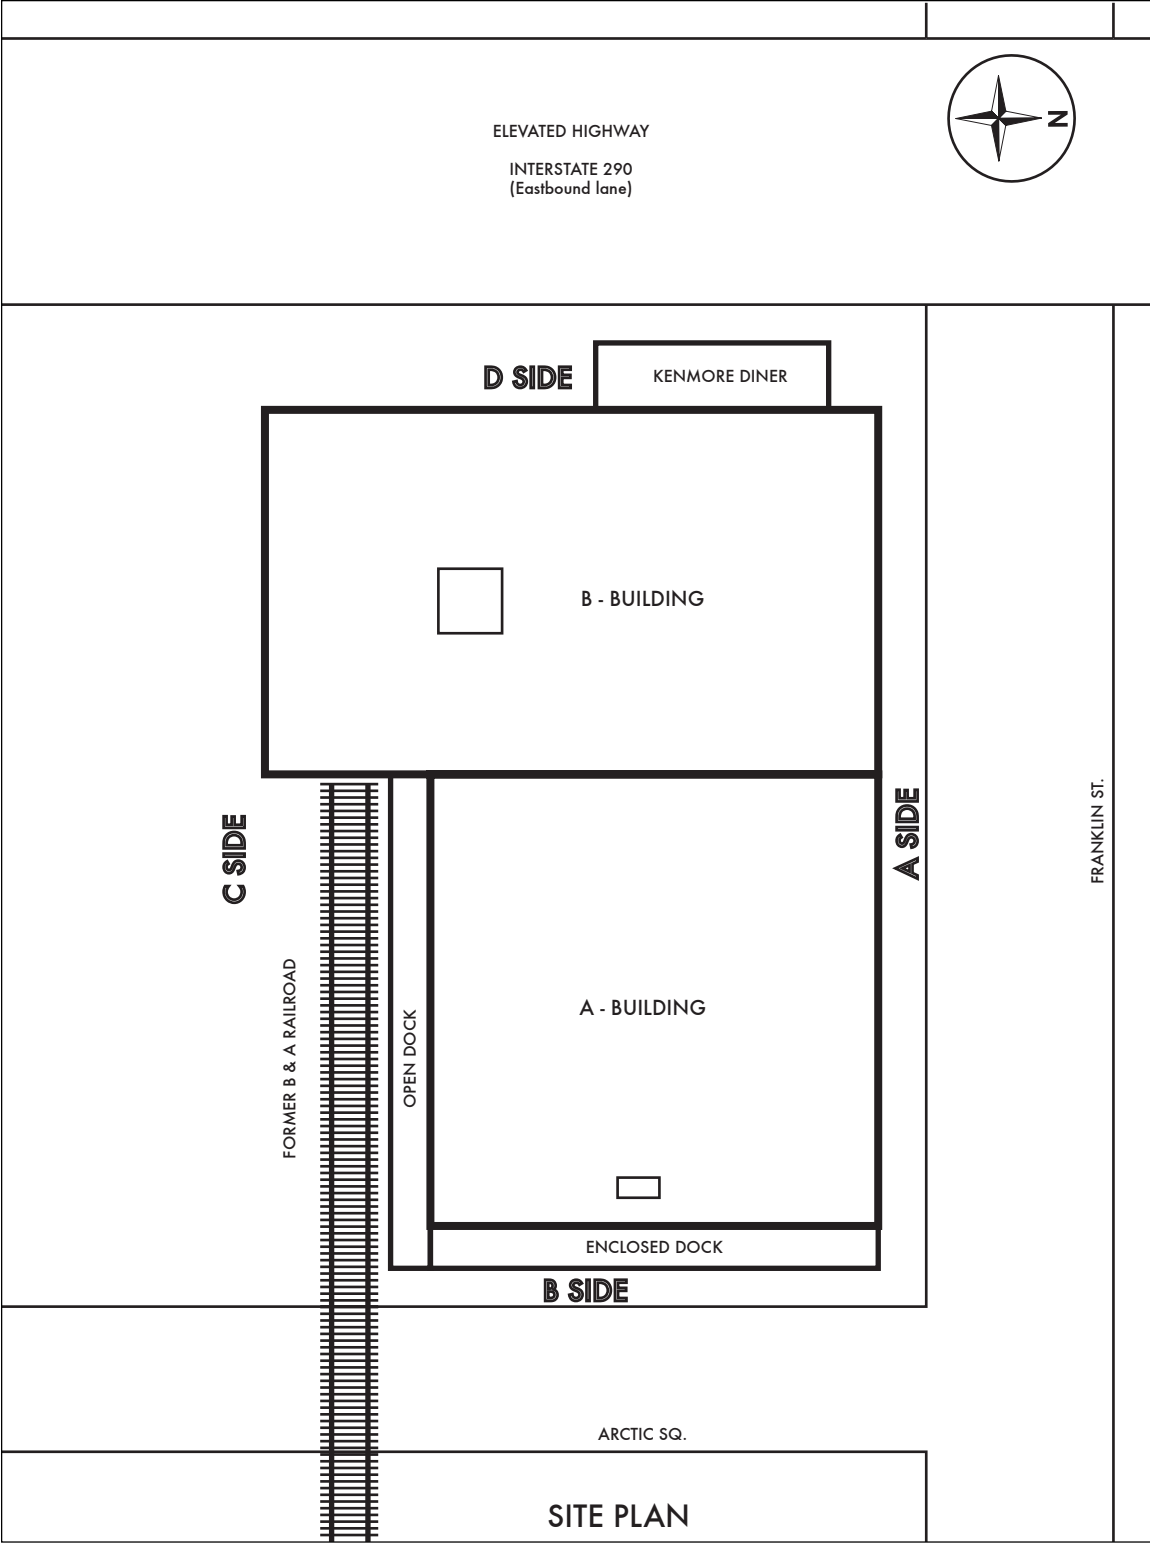 N
ELEVATED HIGHWAY
INTERSTATE 290
(Eastbound lane)
D SIDE
KENMORE DINER
B - BUILDING
A SIDE
FRANKLIN ST.
C SIDE
FORMER B & A RAILROAD
OPEN DOCK
A - BUILDING
ENCLOSED DOCK
B SIDE
ARCTIC SQ.
SITE PLAN